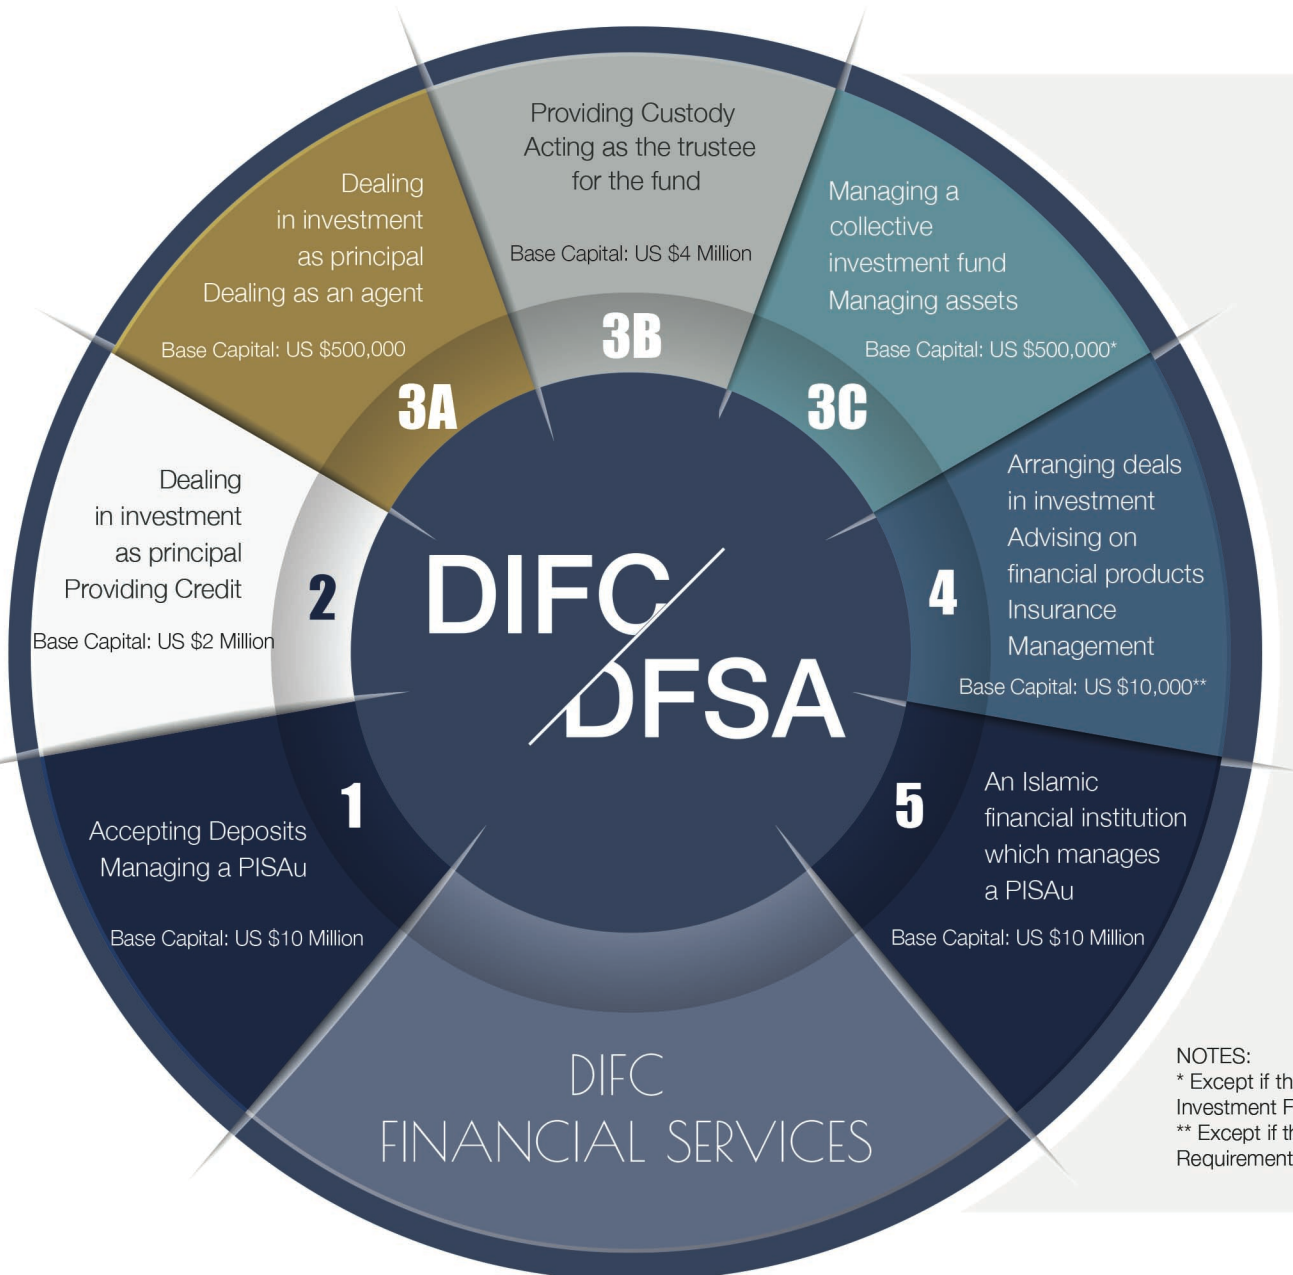 Providing Custody
Acting as the trustee
for the fund
Base Capital: US $4 Million
3B
Dealing
in investment
as principal
Dealing as an agent
Base Capital: US $500,000
3A
Managing a
collective
investment fund
Managing assets
Base Capital: US $500,000*
3C
Dealing
in investment
as principal
Providing Credit
Base Capital: US $2 Million
2
Arranging deals
in investment
Advising on
financial products
Insurance
Management
Base Capital: US $10,000**
4
DIFC
DFSA
Accepting Deposits
Managing a PISAu
Base Capital: US $10 Million
1
An Islamic
financial institution
which manages
a PISAu
Base Capital: US $10 Million
5
DIFC
FINANCIAL SERVICES
NOTES:
* Except if
Investment
** Except if
Requirement